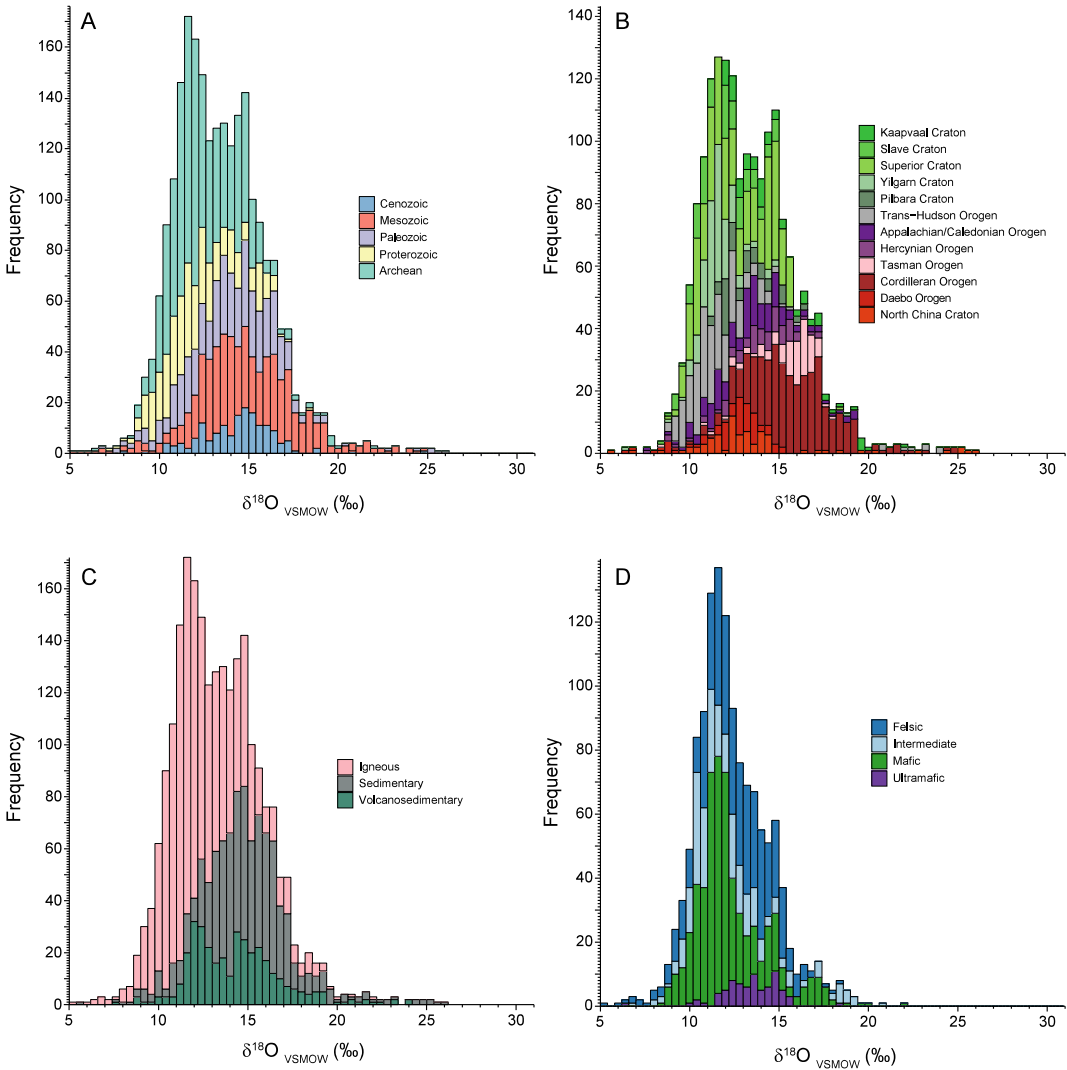 A
Frequency
160
140
120
100
80
60
40
20
0
5
10
15
20
25
30
δ¹⁸O VSMOW (‰)
Cenozoic
Mesozoic
Paleozoic
Proterozoic
Archean
B
Frequency
140
120
100
80
60
40
20
0
5
10
15
20
25
30
δ¹⁸O VSMOW (‰)
Kaapvaal Craton
Slave Craton
Superior Craton
Yilgarn Craton
Pilbara Craton
Trans-Hudson Orogen
Appalachian/Caledonian Orogen
Hercynian Orogen
Tasman Orogen
Cordilleran Orogen
Daebo Orogen
North China Craton
C
Frequency
160
140
120
100
80
60
40
20
0
5
10
15
20
25
30
δ¹⁸O VSMOW (‰)
Igneous
Sedimentary
Volcanosedimentary
D
Frequency
120
100
80
60
40
20
0
5
10
15
20
25
30
δ¹⁸O VSMOW (‰)
Felsic
Intermediate
Mafic
Ultramafic